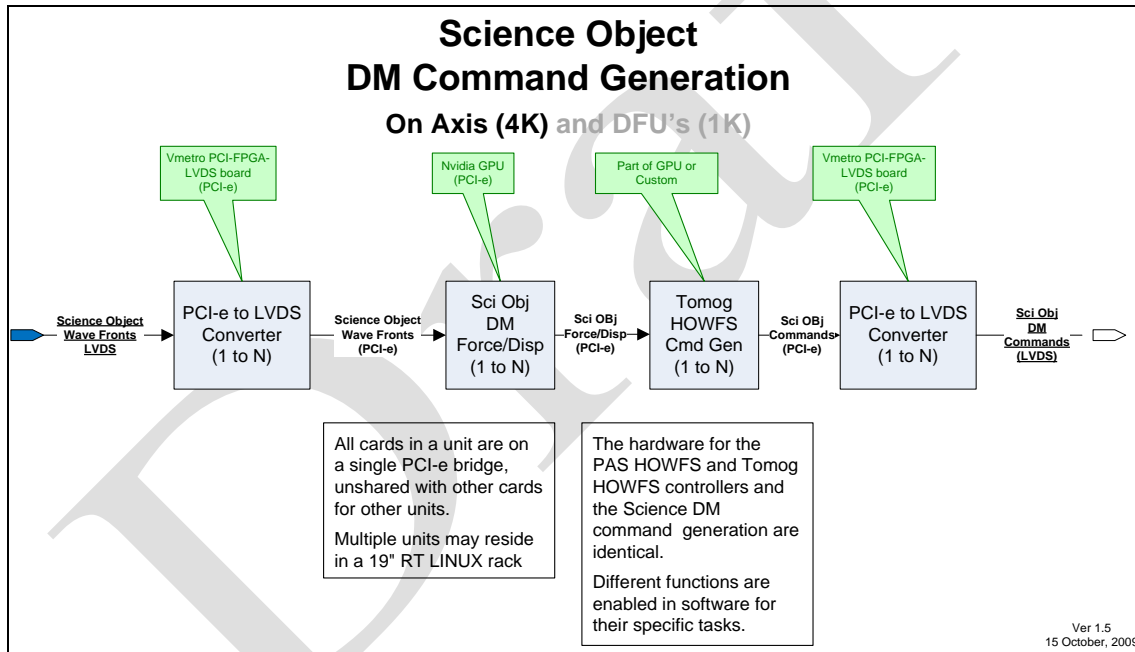 Science Object
DM Command Generation
On Axis (4K) and DFU's (1K)
Vmetro PCI-FPGA-
LVDS board
(PCI-e)
Nvidia GPU
(PCI-e)
Part of GPU or
Custom
Vmetro PCI-FPGA-
LVDS board
(PCI-e)
Science Object
Wave Fronts
LVDS
PCI-e to LVDS
Converter
(1 to N)
Science Object
Wave Fronts
(PCI-e)
Sci Obj
DM
Force/Disp
(1 to N)
Sci OBj
Force/Disp
(PCI-e)
Tomog
HOWFS
Cmd Gen
(1 to N)
Sci OBj
Commands
(PCI-e)
PCI-e to LVDS
Converter
(1 to N)
Sci Obj
DM
Commands
(LVDS)
All cards in a unit are on
a single PCI-e bridge,
unshared with other cards
for other units.
Multiple units may reside
in a 19" RT LINUX rack
The hardware for the
PAS HOWFS and Tomog
HOWFS controllers and
the Science DM
command  generation are
identical.
Different functions are
enabled in software for
their specific tasks.
Ver 1.5
15 October, 2009
Draft